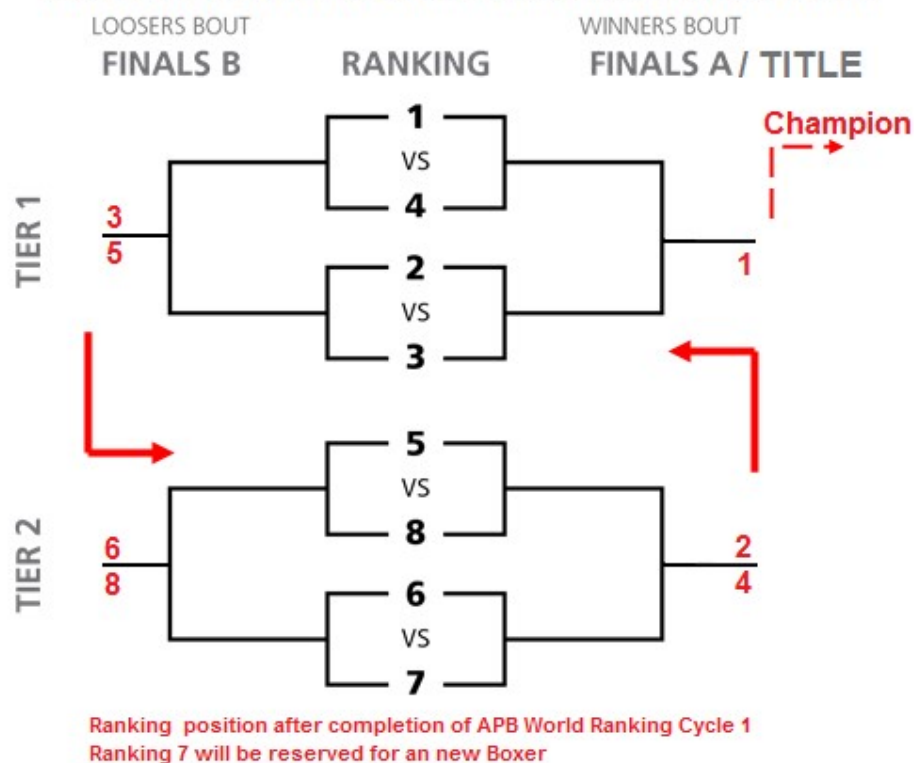 LOOSERS BOUT
WINNERS BOUT
FINALS B
RANKING
FINALS A / TITLE
1
Champion
VS
4
TIER 1
3
5
2
1
VS
3
5
VS
8
TIER 2
6
8
2
4
6
VS
7
Ranking position after completion of APB World Ranking Cycle 1
Ranking 7 will be reserved for an new Boxer